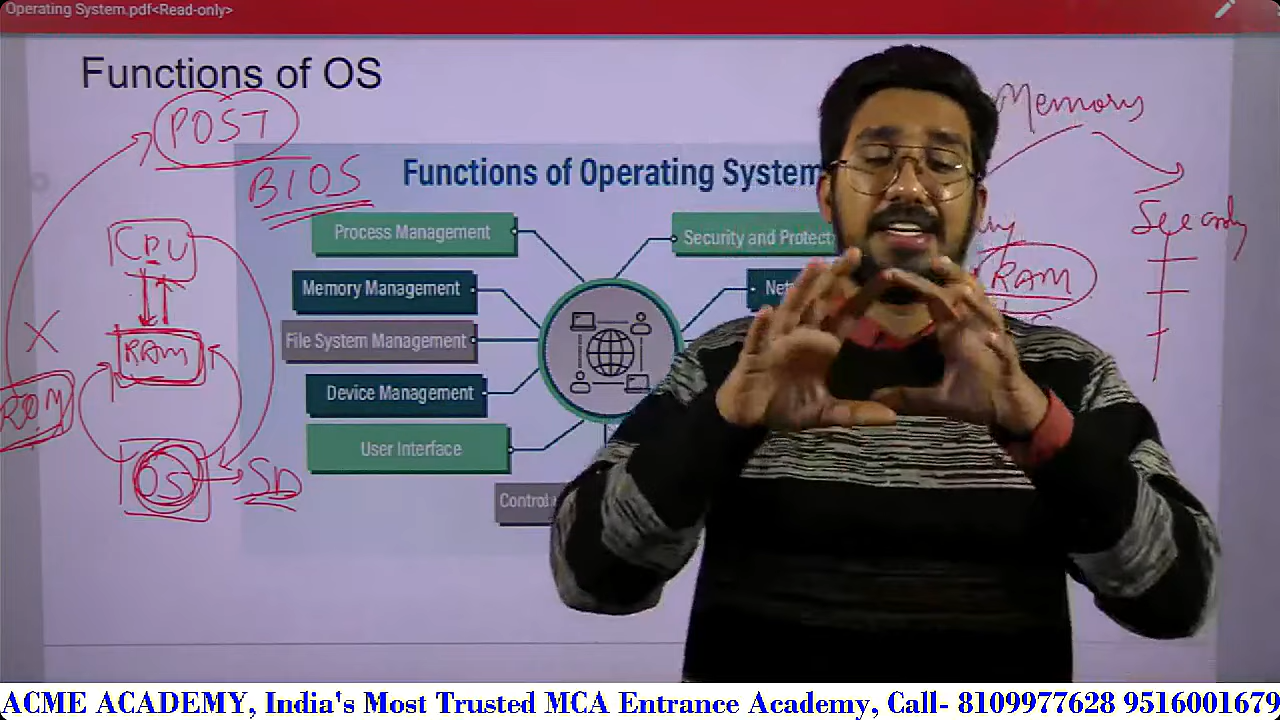 Operating System.pdf<Read-only>
Functions of OS
POST
BIOS
Memory
Functions of Operating System
CPU
Process Management
Security and Protect
RAM
Memory Management
Net
RAM
File System Management
ROM
Device Management
User Interface
OS
SD
Control
ACME ACADEMY, India's Most Trusted MCA Entrance Academy, Call- 8109977628 9516001679